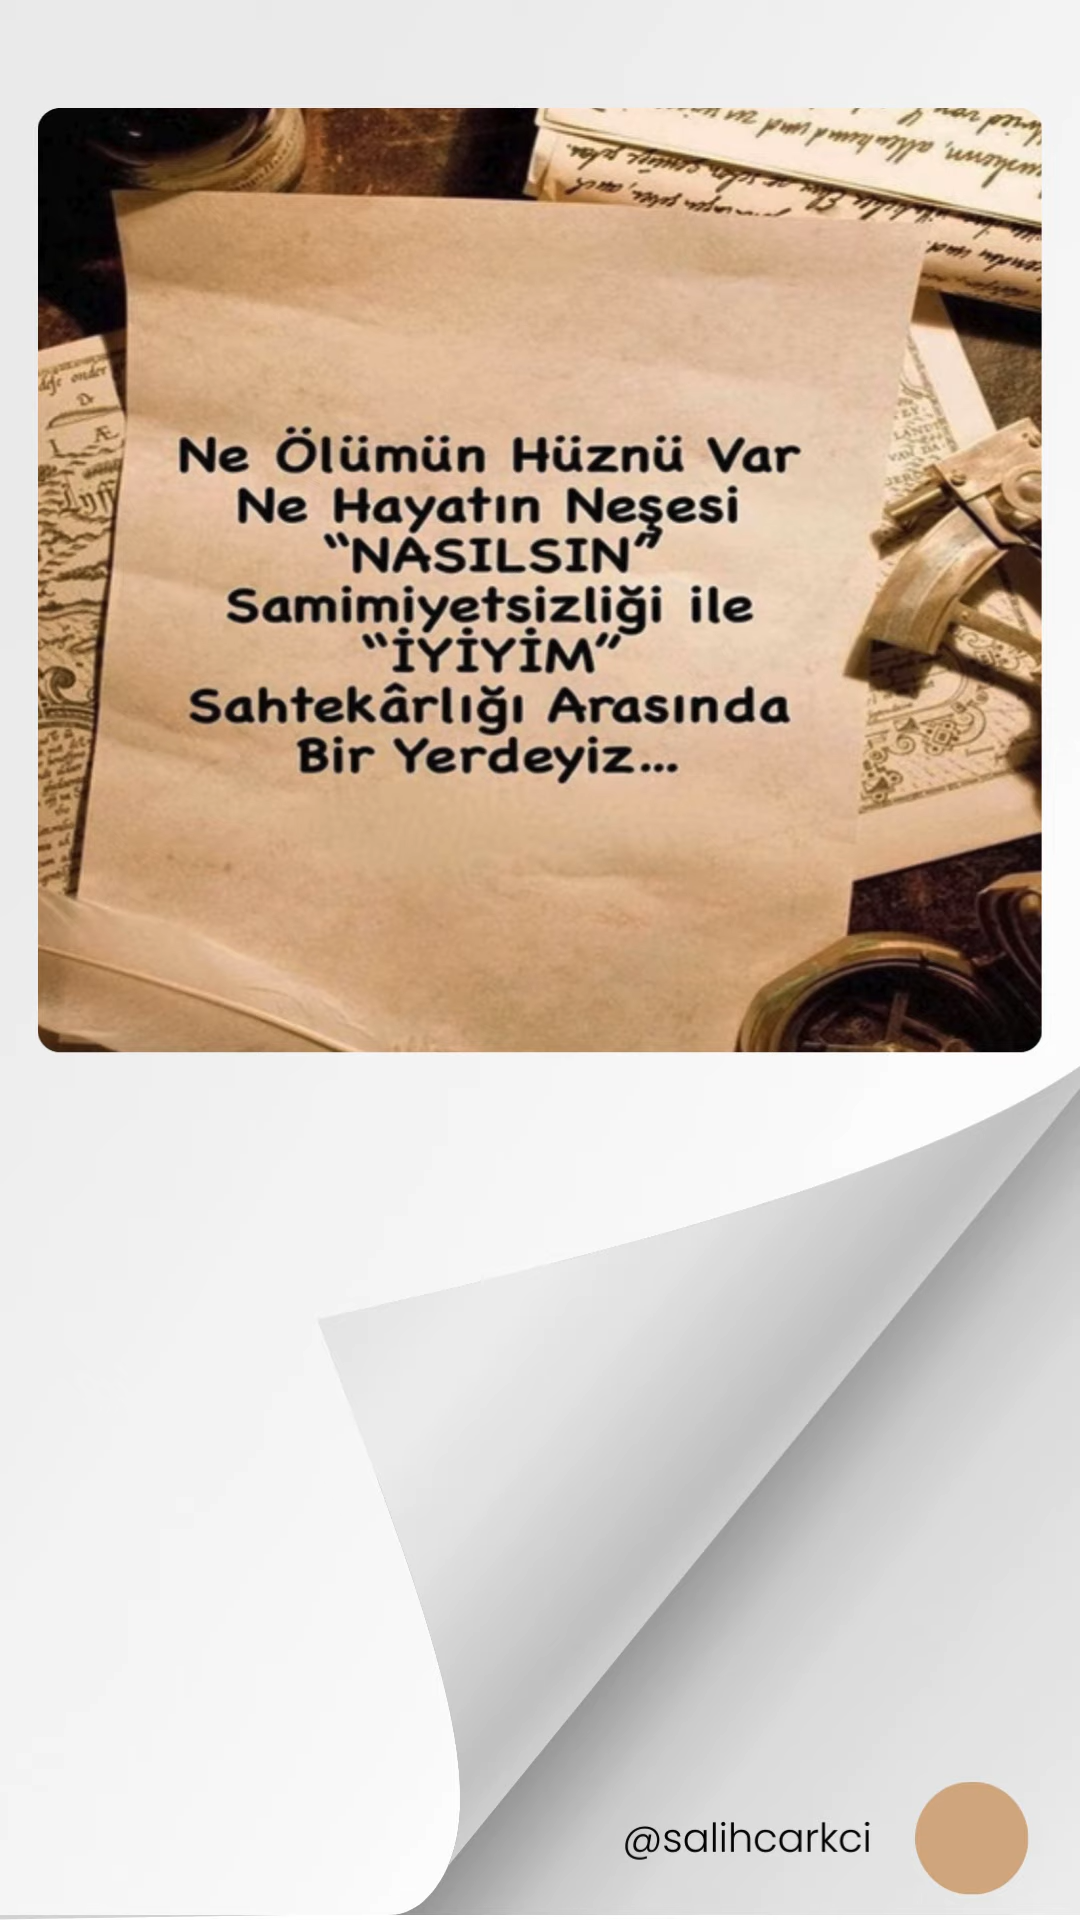 Ne Ölümün Hüznü Var
Ne Hayatın Neşesi
“NASILSIN”
Samimiyetsizliği ile
“İYİYİM”
Sahtekârlığı Arasında
Bir Yerdeyiz...
@salihcarkci